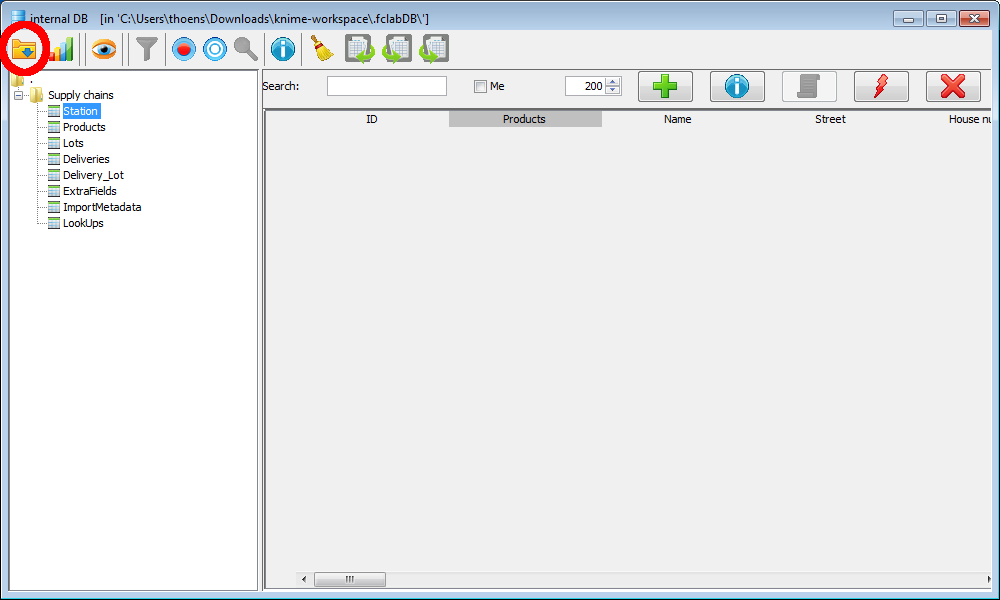 internal DB [in 'C:\Users\thoens\Downloads\knime-workspace\.fclabDB\']
.
Supply chains
Station
Products
Lots
Deliveries
Delivery_Lot
ExtraFields
ImportMetadata
LookUps
Search:
Me
200
ID Products Name Street House nu